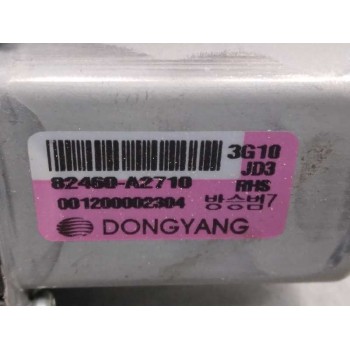 3G10
JD3
82460-A2710 RHS
001200002304 방승범7
DONGYANG